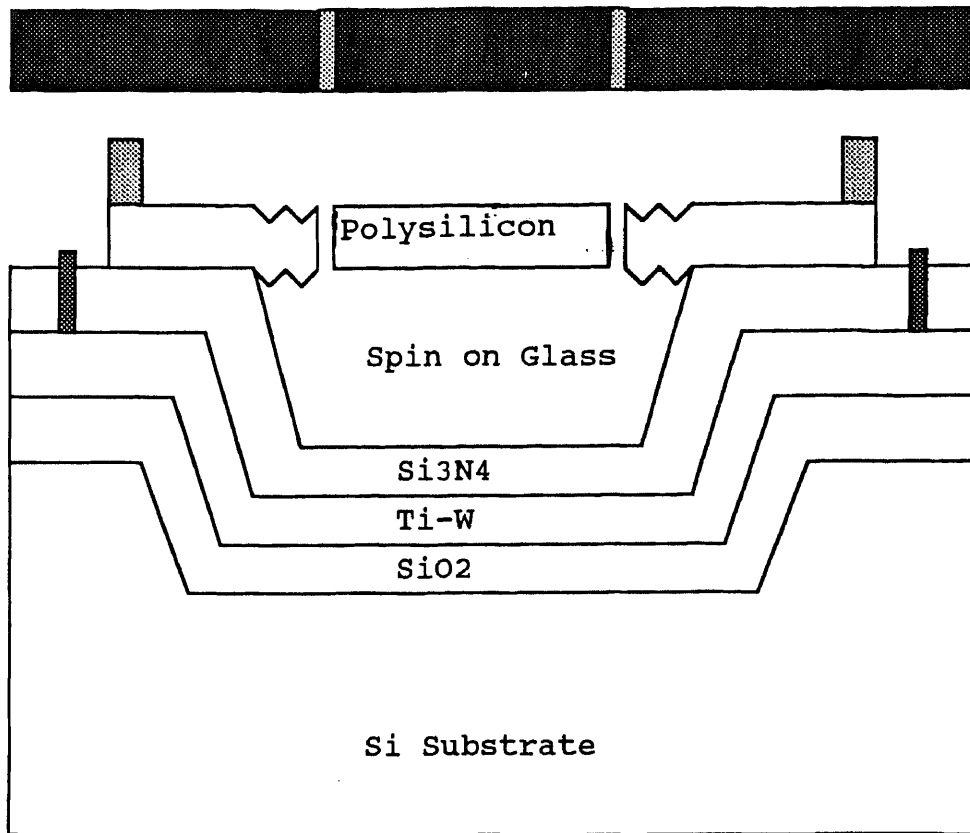 Polysilicon
Spin on Glass
Si3N4
Ti-W
SiO2
Si Substrate